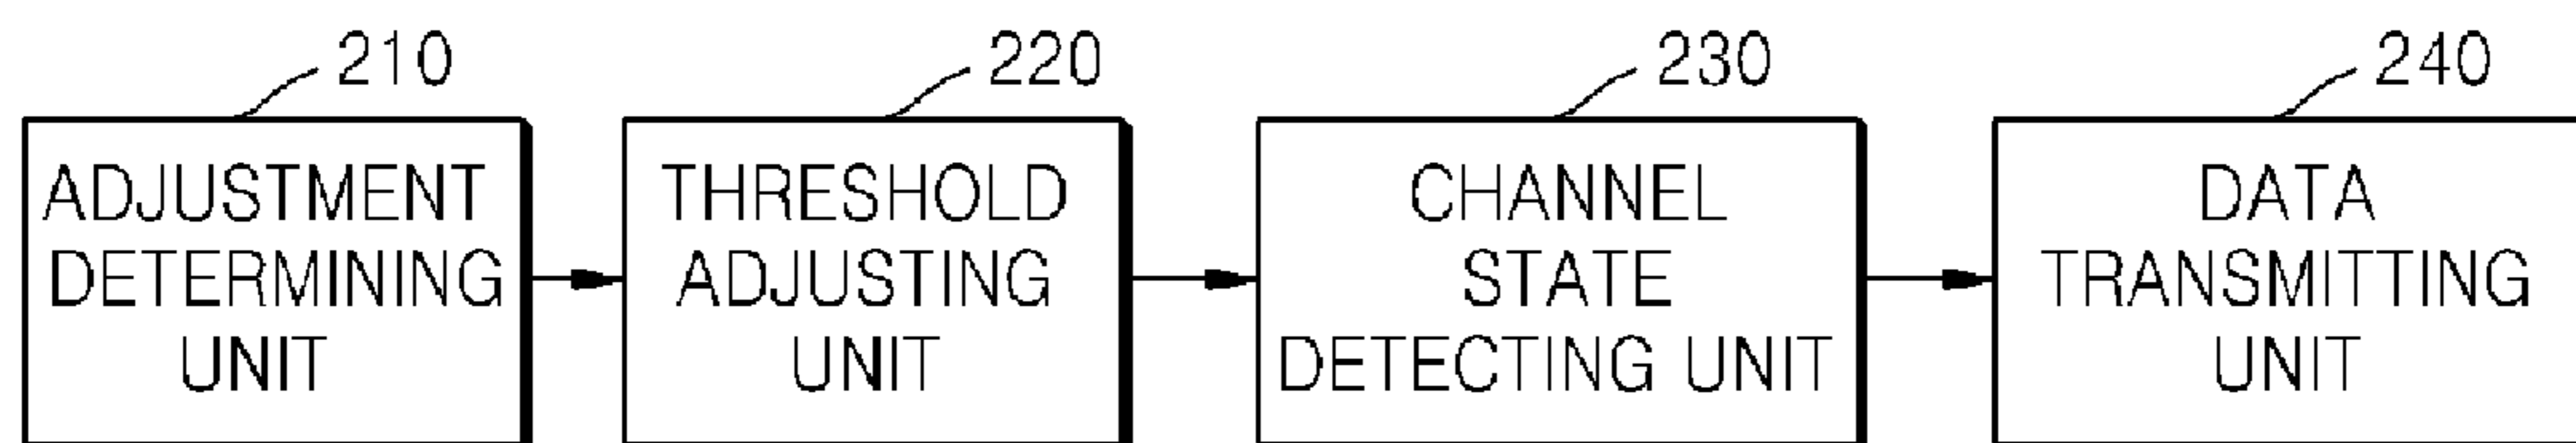 210
220
230
240
ADJUSTMENT
DETERMINING
UNIT
THRESHOLD
ADJUSTING
UNIT
CHANNEL
STATE
DETECTING UNIT
DATA
TRANSMITTING
UNIT